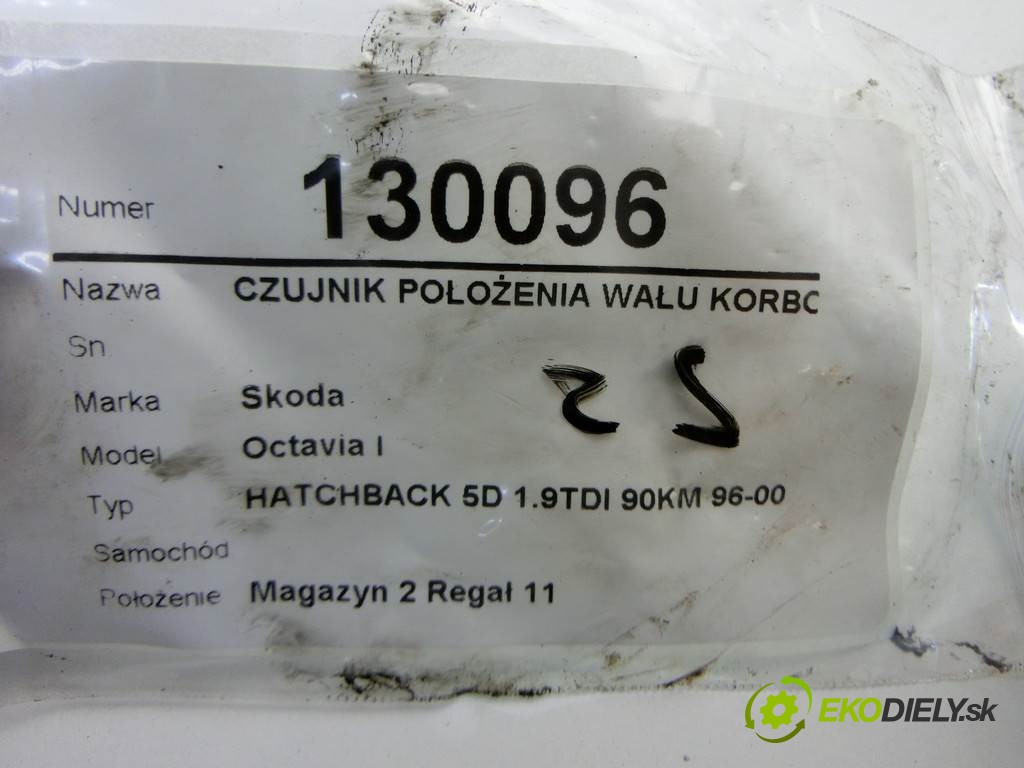 Numer 130096
Nazwa CZUJNIK POŁOŻENIA WAŁU KORBO
Sn
Marka Skoda
Model Octavia I
Typ HATCHBACK 5D 1.9TDI 90KM 96-00
Samochód
Położenie Magazyn 2 Regał 11
EKODIELY.sk